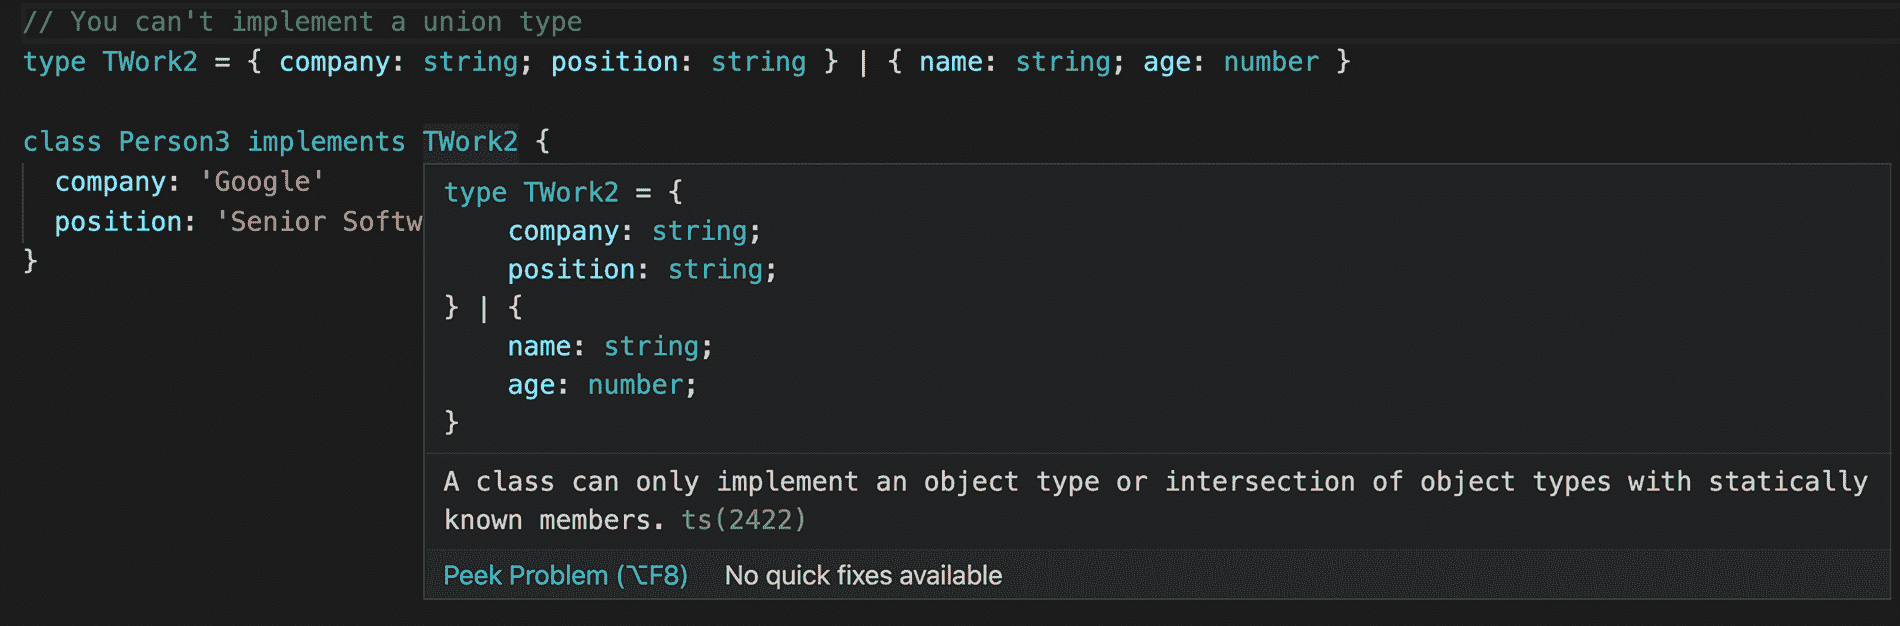 // You can't implement a union type
type TWork2 = { company: string; position: string } | { name: string; age: number }
class Person3 implements TWork2 {
company: 'Google'
position: 'Senior Softw
}
type TWork2 = {
company: string;
position: string;
} | {
name: string;
age: number;
}
A class can only implement an object type or intersection of object types with statically
known members. ts(2422)
Peek Problem (⌥F8) No quick fixes available